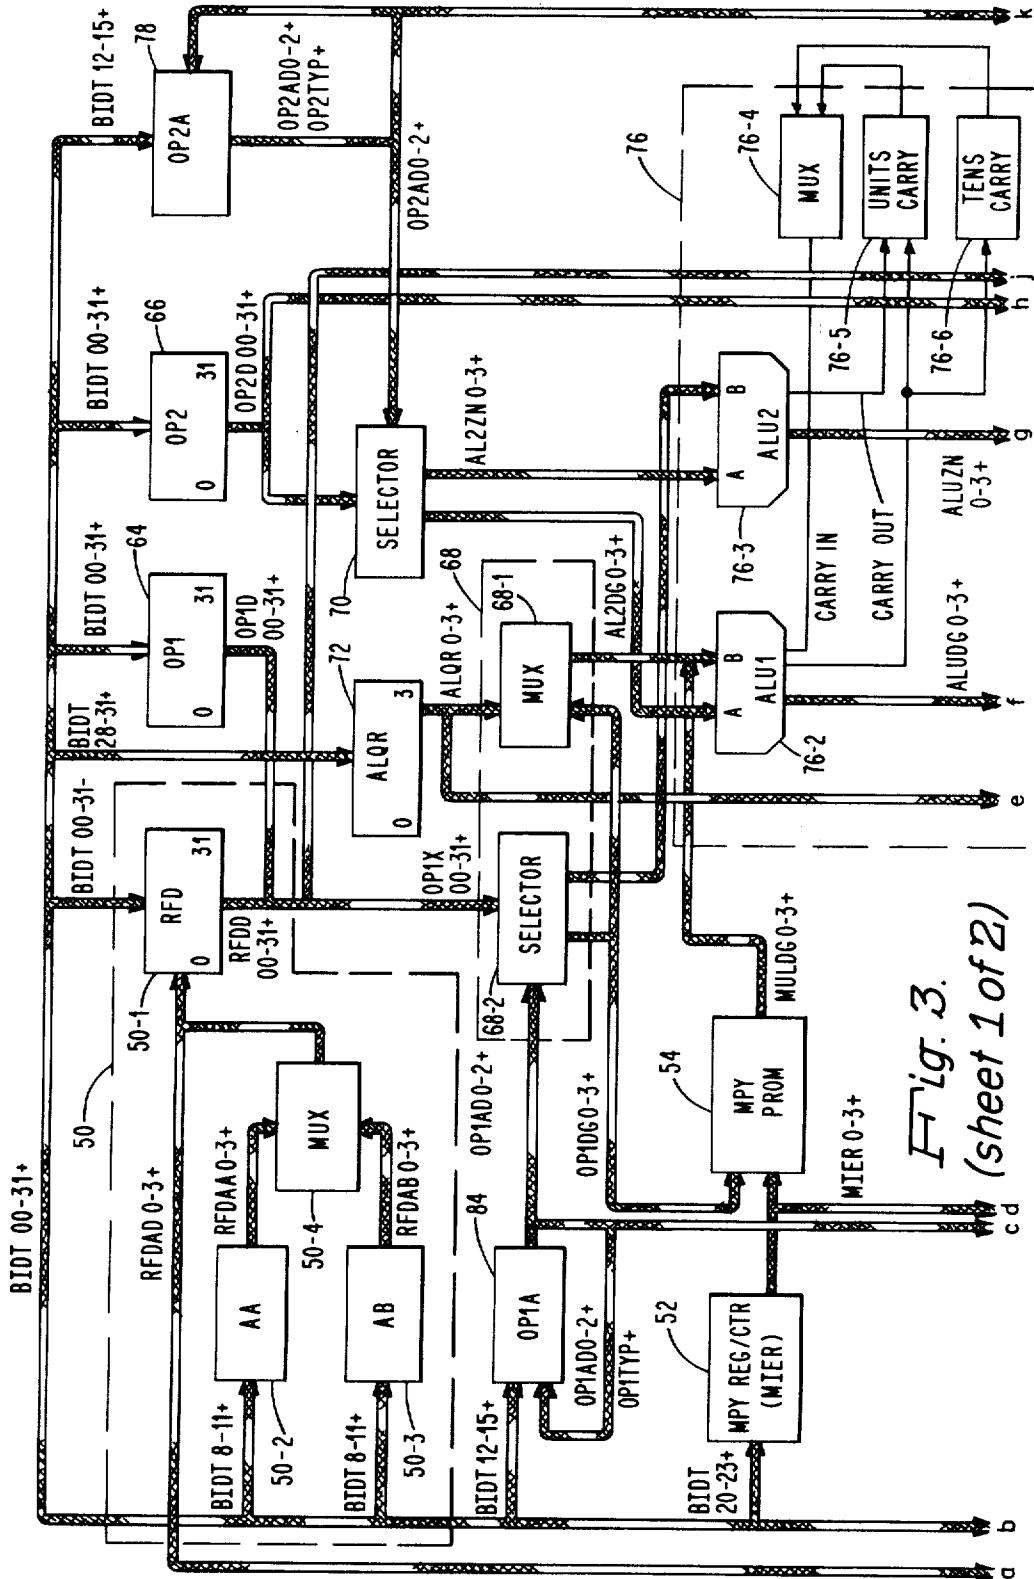 BIDT 00-31+
RFDAD 0-3+
50
50-1
BIDT 00-31-
RFD
0
31
RFDD
00-31+
BIDT
28-31+
BIDT 00-31+
64
OP1
0
31
OP1D
00-31+
BIDT 00-31+
66
OP2
0
31
OP2D 00-31+
BIDT 12-15+
78
OP2A
OP2AD0-2+
OP2TYP+
OP2AD0-2+
BIDT 8-11+
AA
50-2
RFDAA 0-3+
MUX
50-4
BIDT 8-11+
AB
50-3
RFDAB 0-3+
72
ALQR
0
3
ALQR 0-3+
70
SELECTOR
AL2ZN 0-3+
OP1X
00-31+
BIDT 12-15+
84
OP1A
OP1AD0-2+
OP1AD0-2+
OP1TYP+
68-2
SELECTOR
68
68-1
MUX
OP1DG 0-3+
AL2DG 0-3+
BIDT
20-23+
52
MPY REG/CTR
(MIER)
MIER 0-3+
54
MPY
PROM
MULDG 0-3+
76
A
B
ALU1
76-2
A
B
ALU2
76-3
MUX
76-4
UNITS
CARRY
76-5
TENS
CARRY
76-6
CARRY IN
CARRY OUT
ALUDG 0-3+
ALUZN
0-3+
Fig. 3.
(sheet 1 of 2)
a
b
c
d
e
f
g
h
j
k